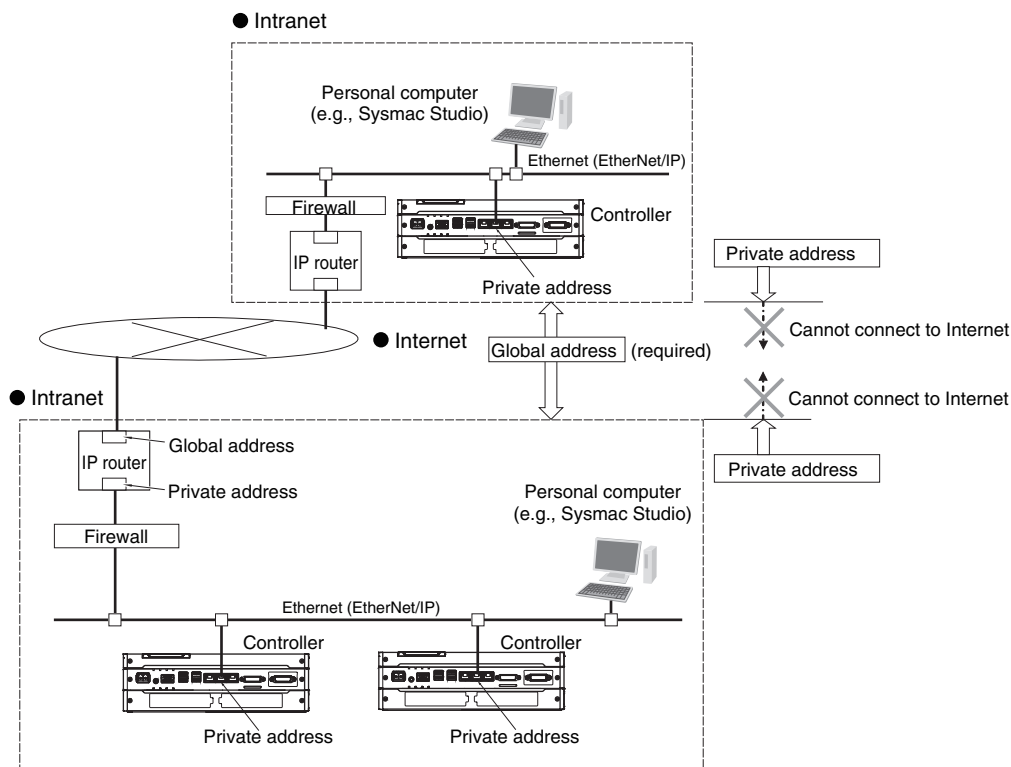 ● Intranet
Personal computer
(e.g., Sysmac Studio)
Ethernet (EtherNet/IP)
Firewall
Controller
IP router
Private address
Private address
Cannot connect to Internet
● Internet
Global address (required)
Cannot connect to Internet
Private address
● Intranet
Global address
IP router
Private address
Firewall
Personal computer
(e.g., Sysmac Studio)
Ethernet (EtherNet/IP)
Controller
Controller
Private address
Private address